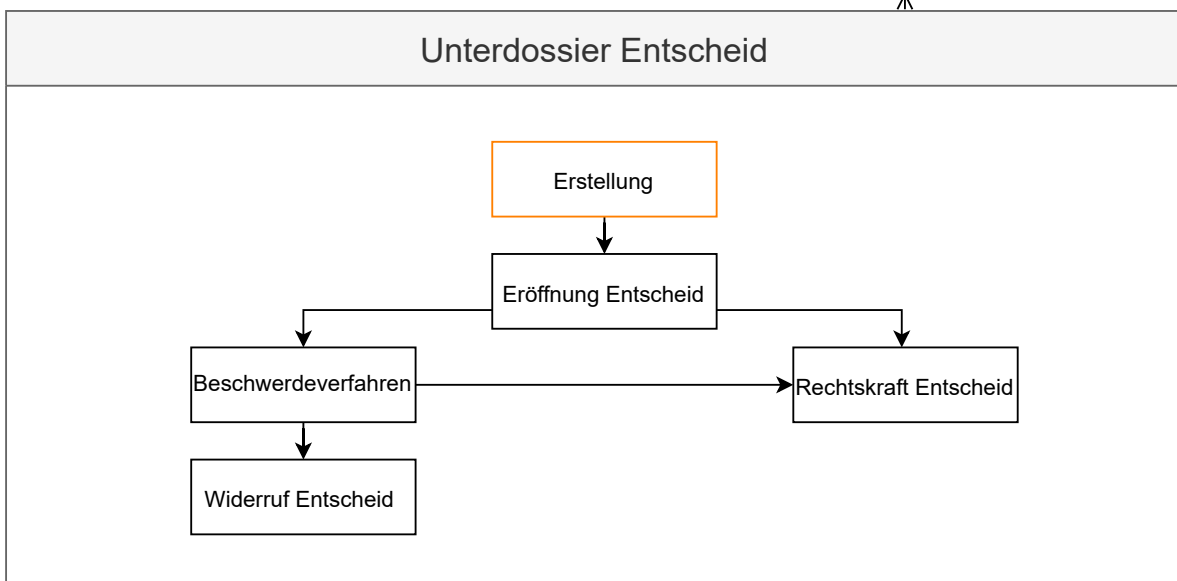 Unterdossier Entscheid
Erstellung
Eröffnung Entscheid
Beschwerdeverfahren
Rechtskraft Entscheid
Widerruf Entscheid